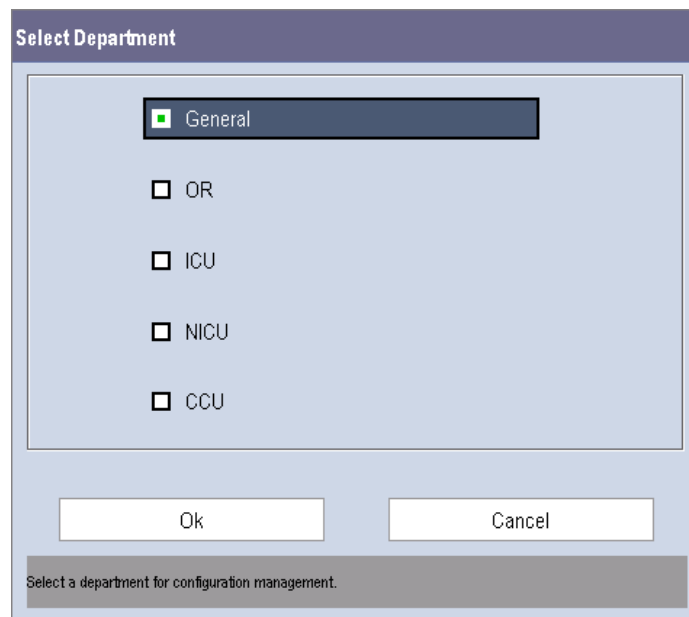 Select Department
General
OR
ICU
NICU
CCU
Ok Cancel
Select a department for configuration management.